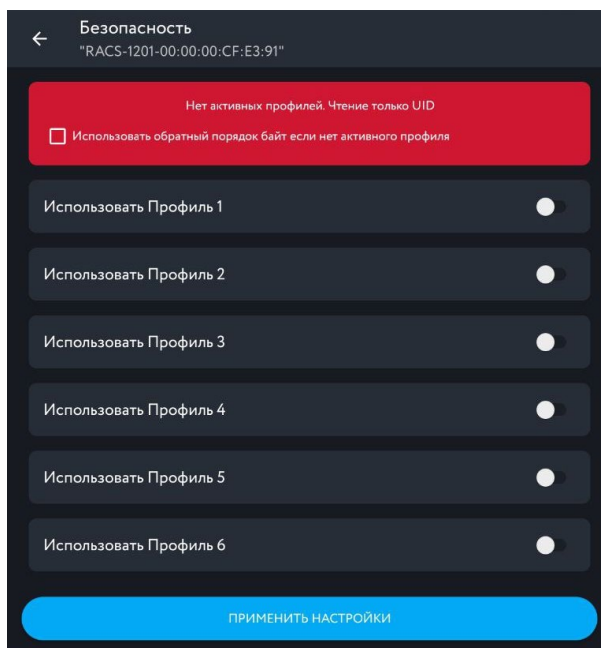 Безопасность
"RACS-1201-00:00:00:CF:E3:91"
Нет активных профилей. Чтение только UID
Использовать обратный порядок байт если нет активного профиля
Использовать Профиль 1
Использовать Профиль 2
Использовать Профиль 3
Использовать Профиль 4
Использовать Профиль 5
Использовать Профиль 6
ПРИМЕНИТЬ НАСТРОЙКИ